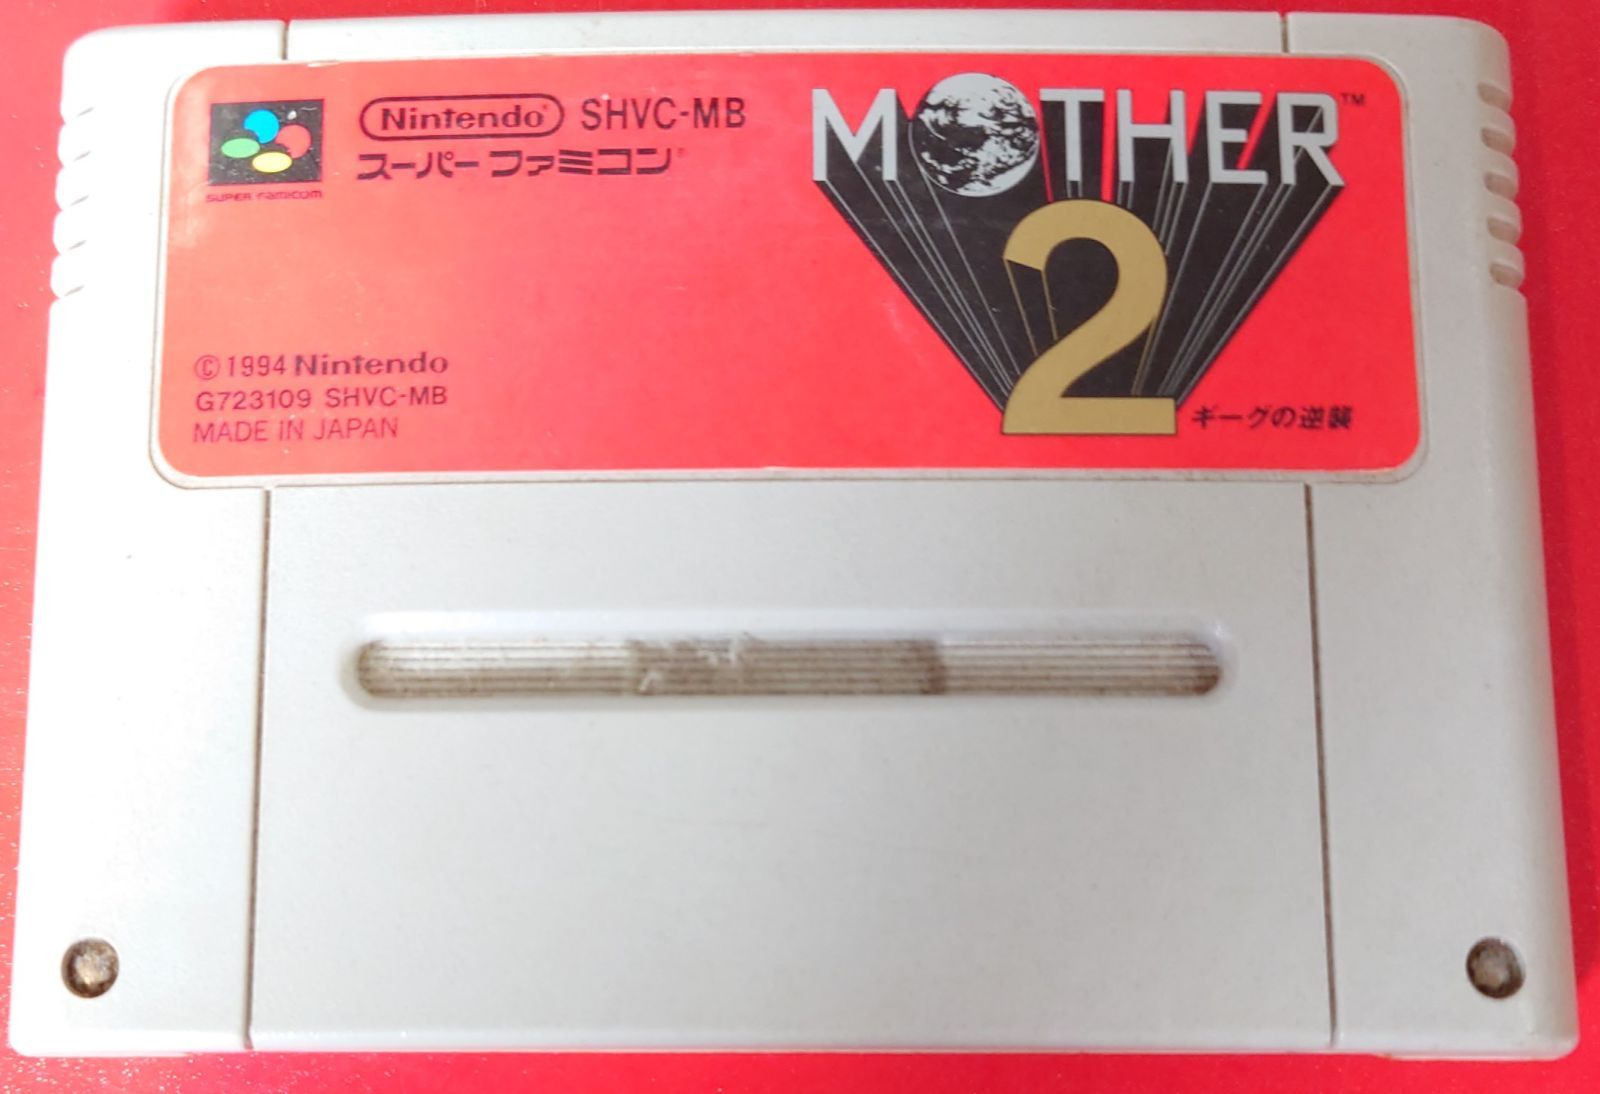 SUPER FAMICOM
Nintendo® SHVC-MB
スーパーファミコン®
MOTHER™
2
ギーグの逆襲
©1994 Nintendo
G723109 SHVC-MB
MADE IN JAPAN